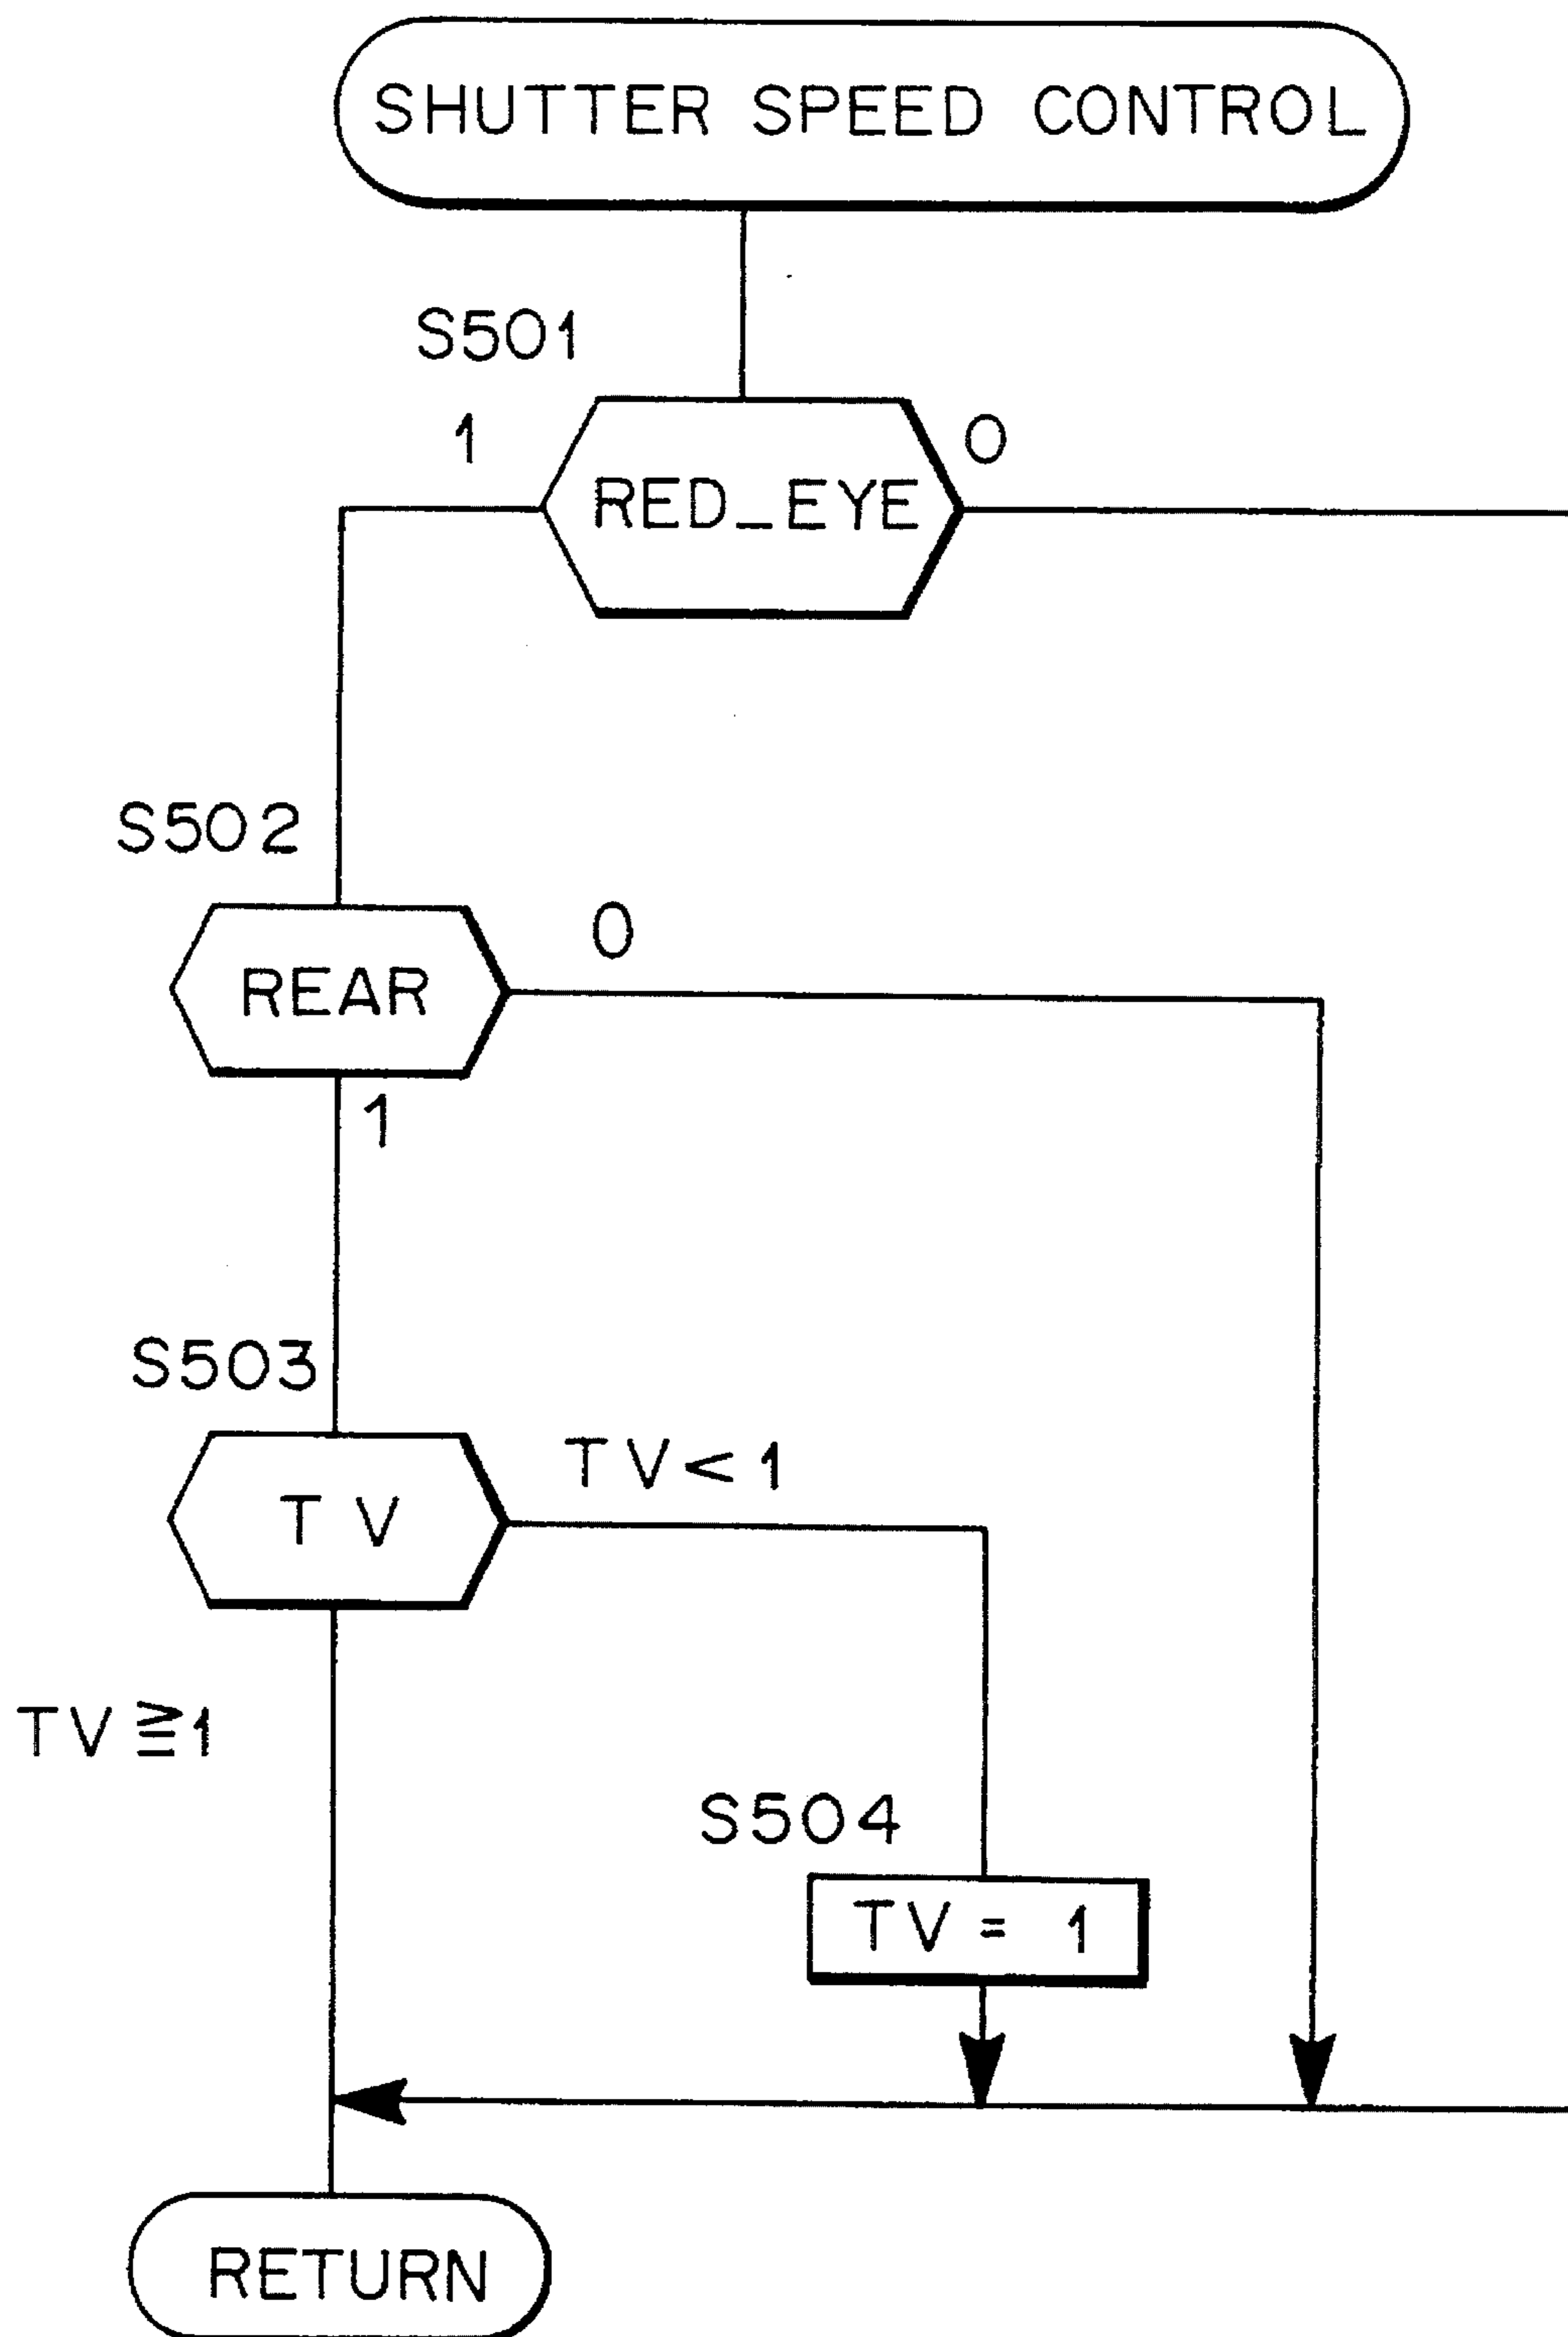 SHUTTER SPEED CONTROL
S501
1
0
RED_EYE
S502
0
REAR
1
S503
TV<1
TV
TV≧1
S504
TV = 1
RETURN